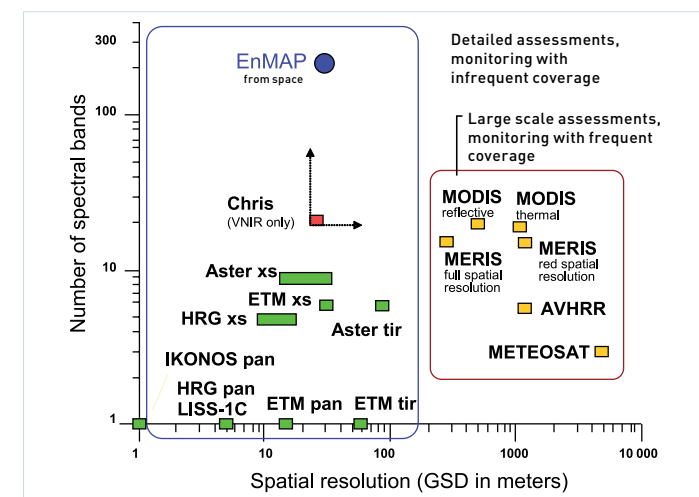 300
100
10
1
Number of spectral bands
EnMAP
from space
Detailed assessments,
monitoring with
infrequent coverage
Large scale assessments,
monitoring with frequent
coverage
Chris
(VNIR only)
MODIS
reflective
MODIS
thermal
MERIS
full spatial
resolution
MERIS
red spatial
resolution
Aster xs
ETM xs
HRG xs
Aster tir
AVHRR
METEOSAT
IKONOS pan
HRG pan
LISS-1C
ETM pan
ETM tir
1
10
100
1000
10 000
Spatial resolution (GSD in meters)